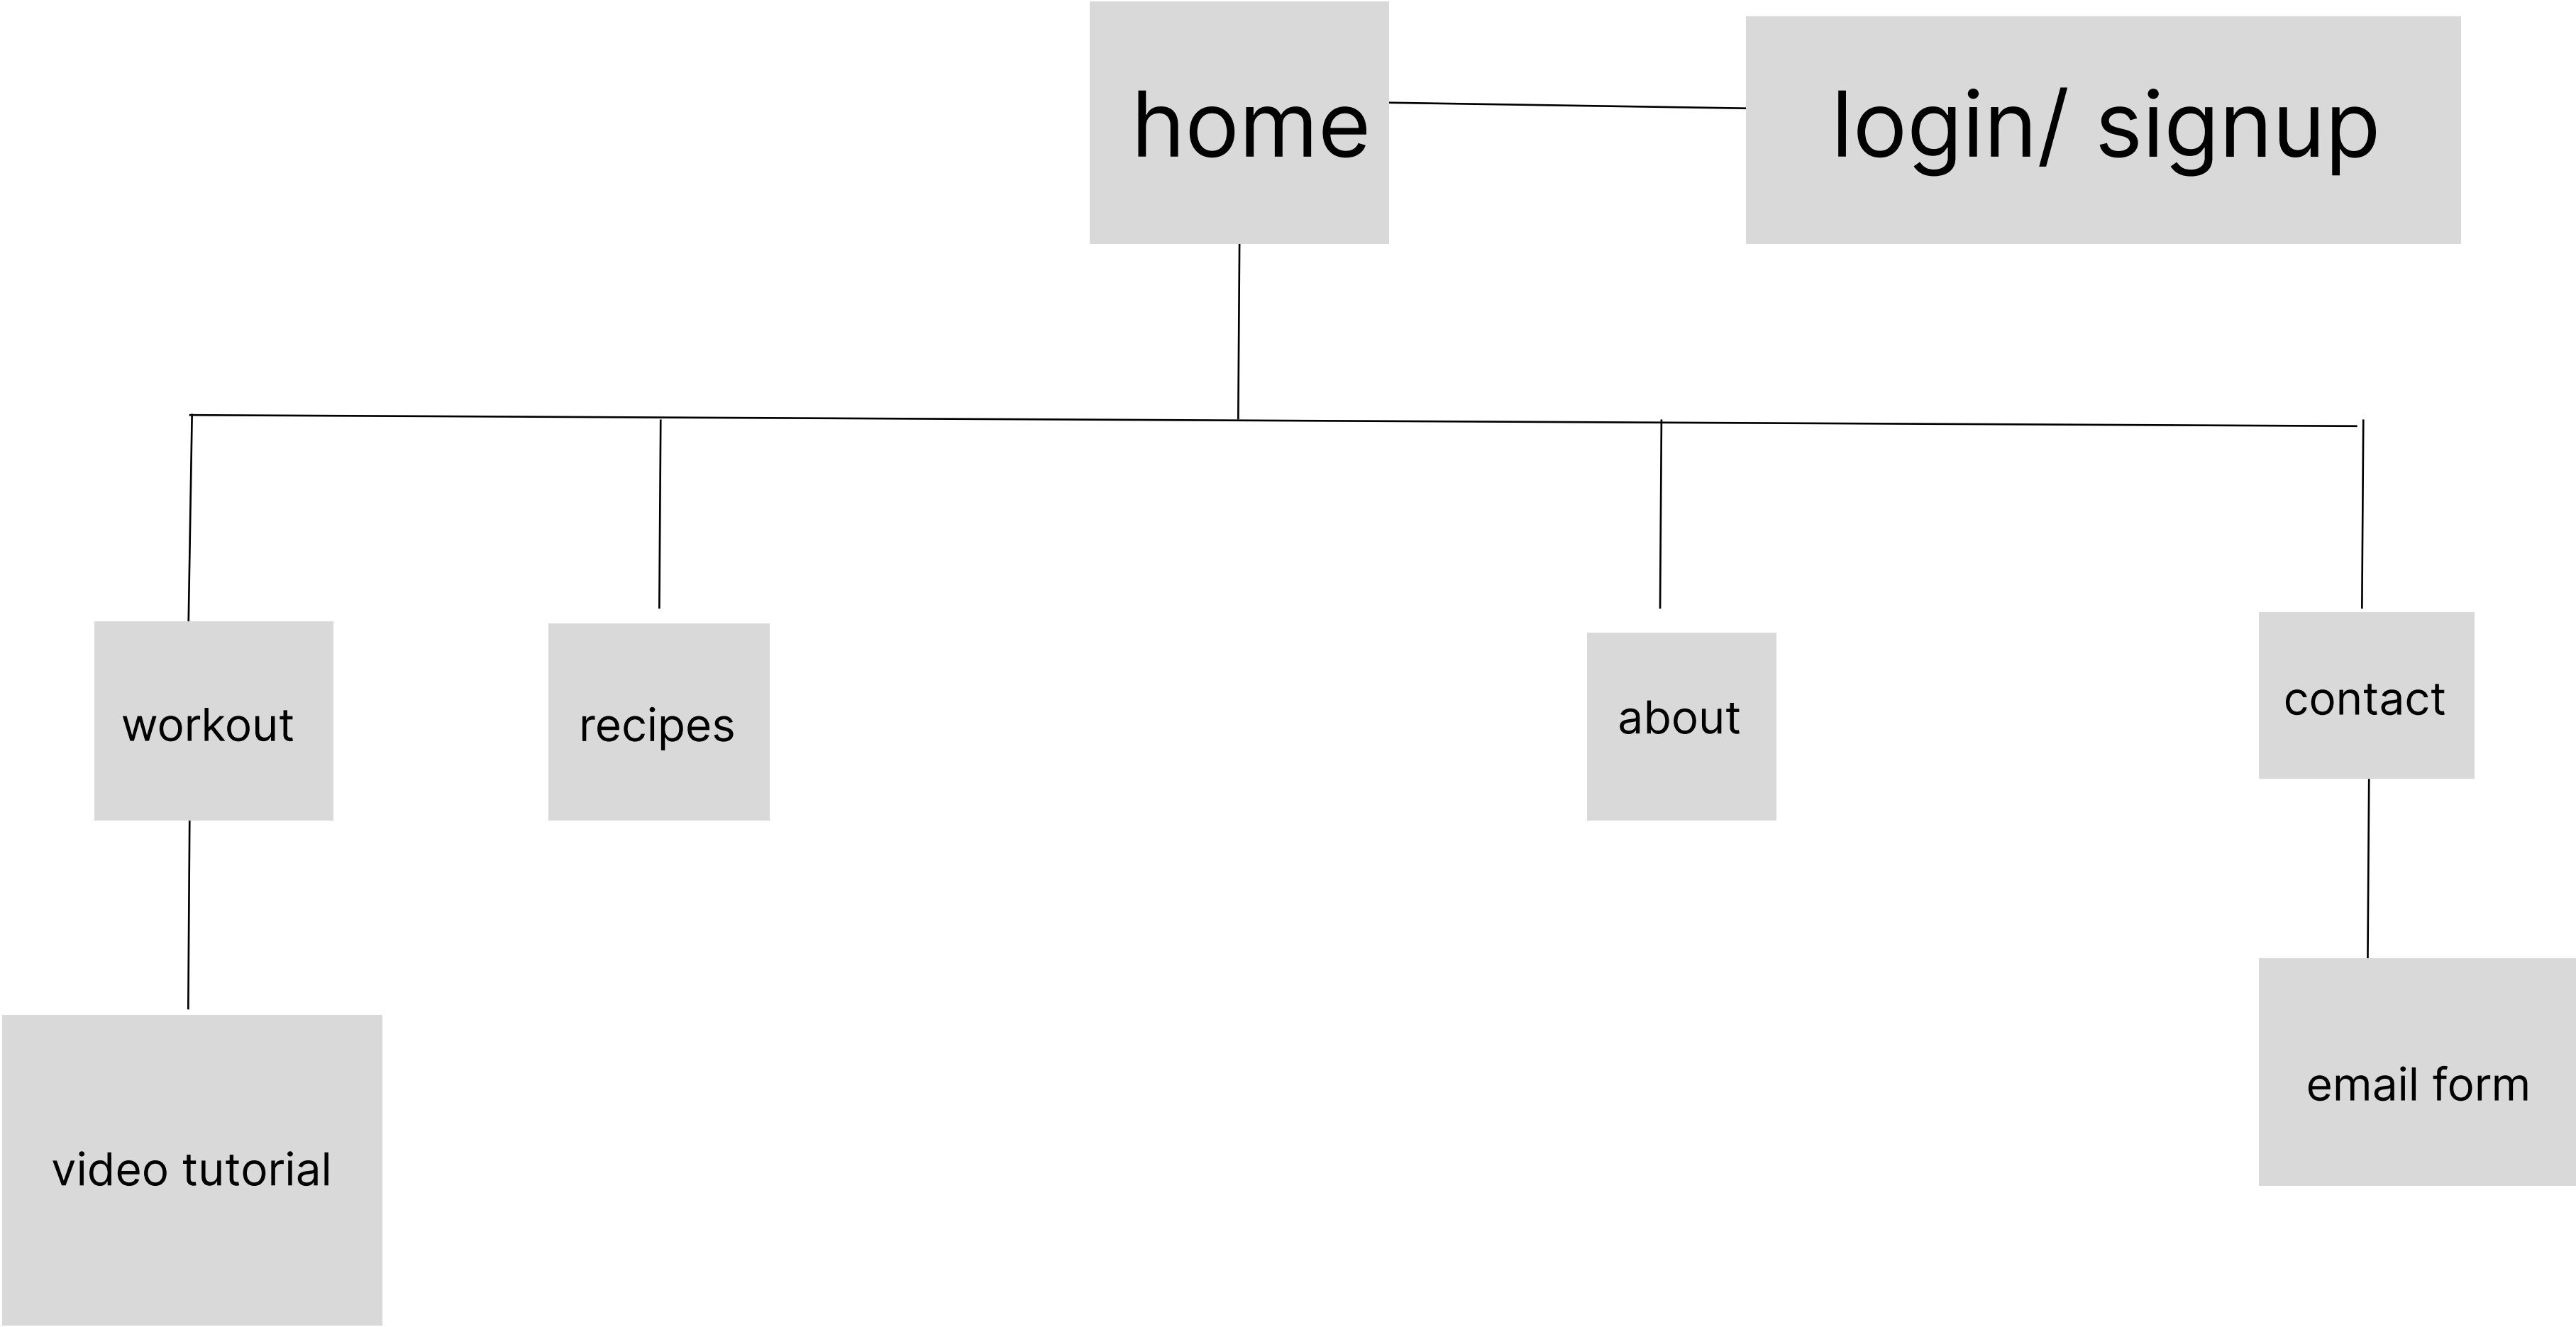 home
login/ signup
workout
recipes
about
contact
video tutorial
email form